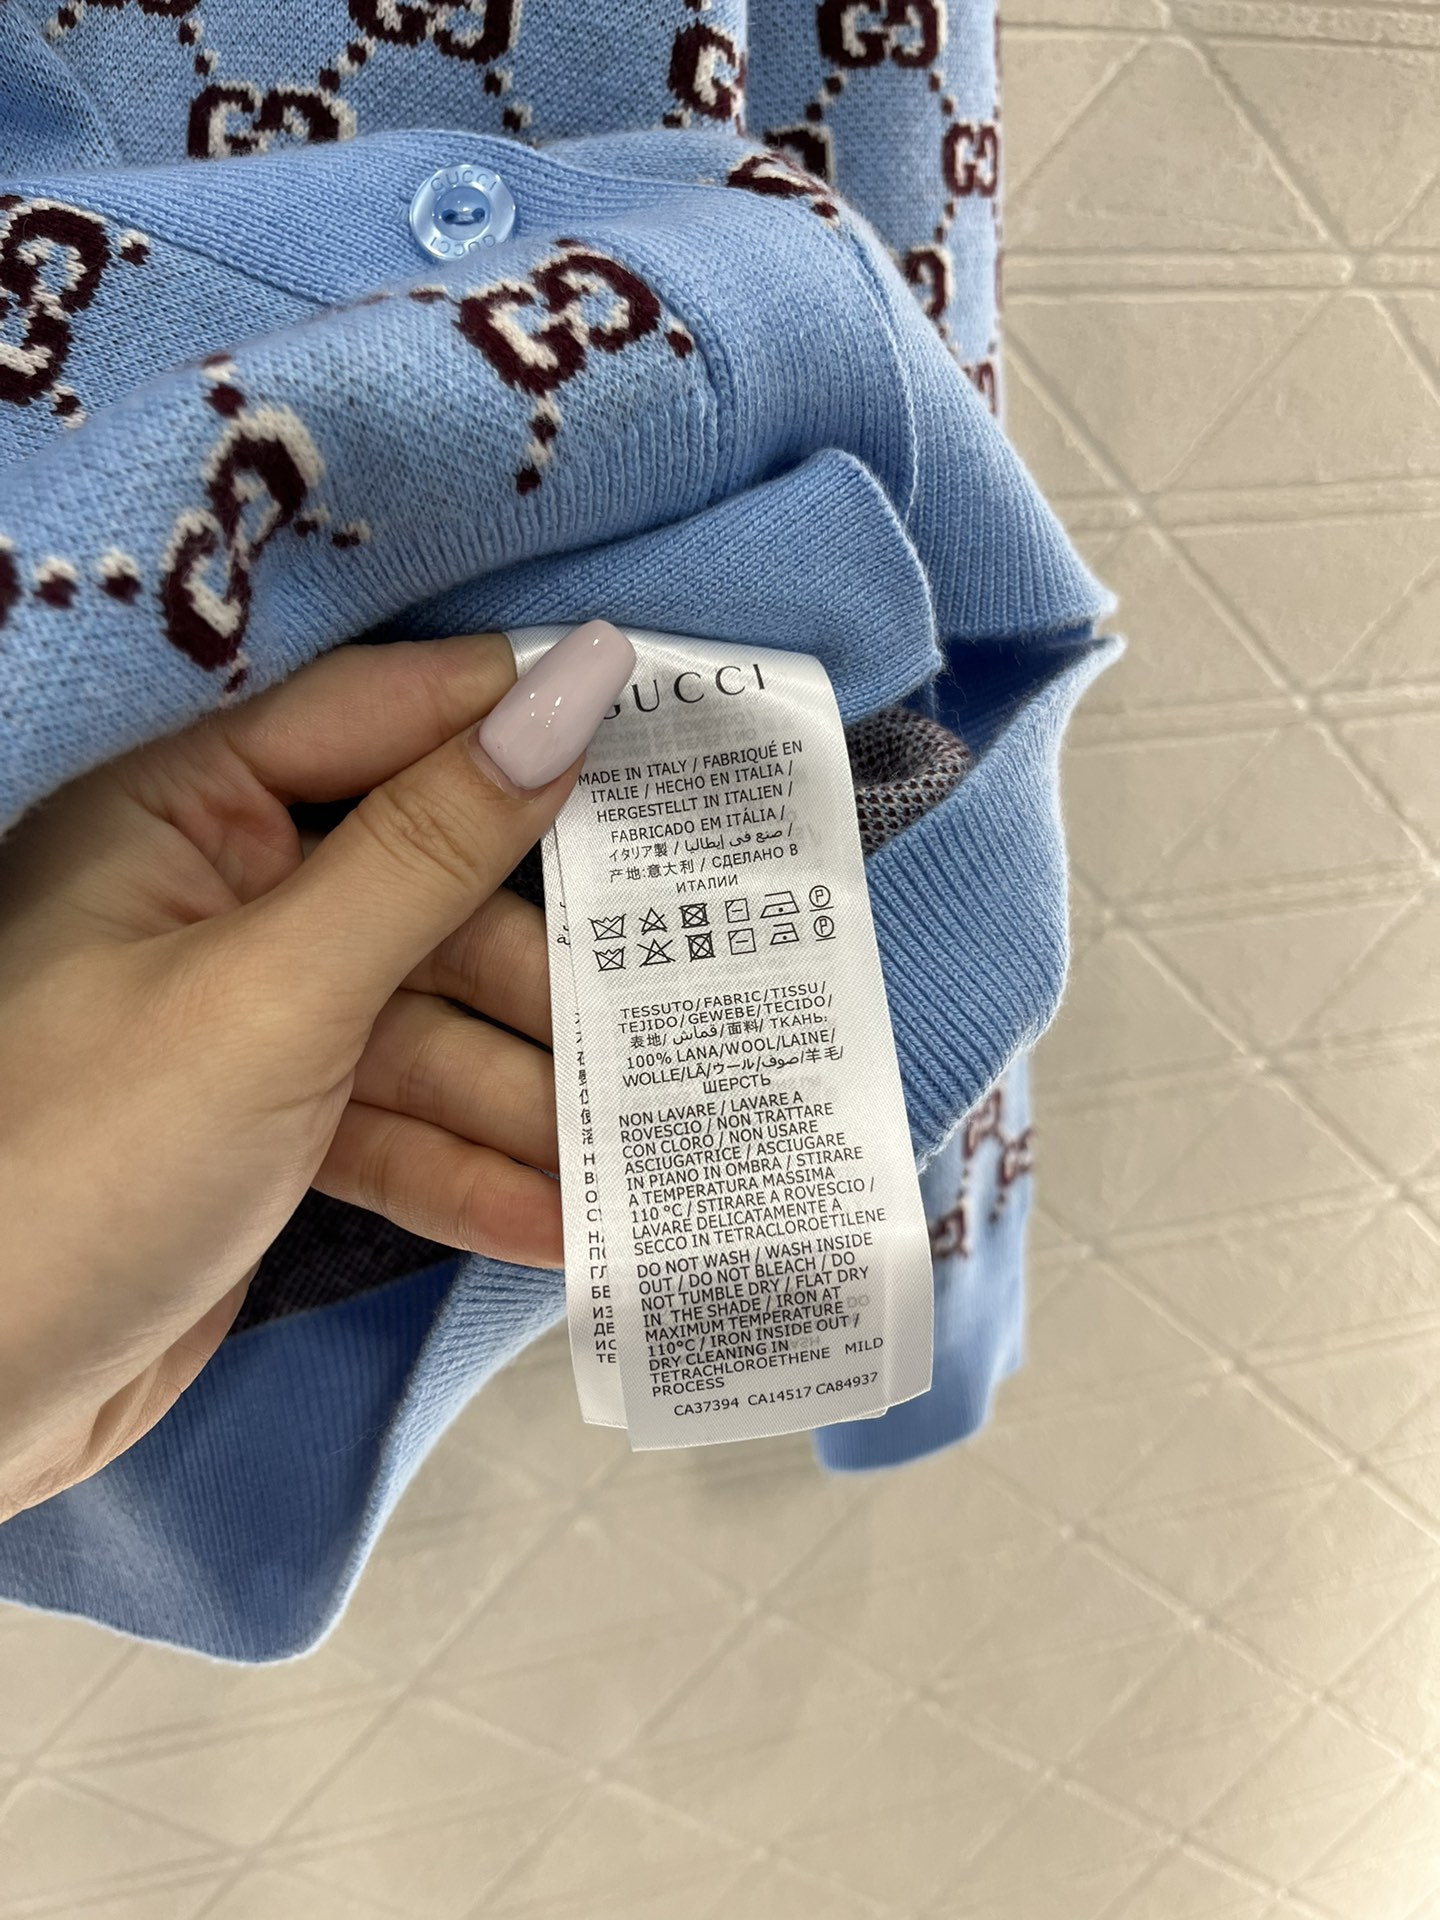 GUCCI
GUCCI
GUCCI
MADE IN ITALY / FABRIQUÉ EN
ITALIE / HECHO EN ITALIA /
HERGESTELLT IN ITALIEN /
FABRICADO EM ITÁLIA /
イタリア製 / صنع في إيطاليا /
产地:意大利 / СДЕЛАНО В
ИТАЛИИ
P
P
TESSUTO/FABRIC/TISSU/
TEJIDO/GEWEBE/TECIDO/
表地/ قماش/面料/ ТКАНЬ:
100% LANA/WOOL/LAINE/
WOLLE/LÃ/ウール/صوف/羊毛/
ШЕРСТЬ
NON LAVARE / LAVARE A
ROVESCIO / NON TRATTARE
CON CLORO / NON USARE
ASCIUGATRICE / ASCIUGARE
IN PIANO IN OMBRA / STIRARE
A TEMPERATURA MASSIMA
110 °C / STIRARE A ROVESCIO /
LAVARE DELICATAMENTE A
SECCO IN TETRACLOROETILENE
DO NOT WASH / WASH INSIDE
OUT / DO NOT BLEACH / DO
NOT TUMBLE DRY / FLAT DRY
IN THE SHADE / IRON AT
MAXIMUM TEMPERATURE
110°C / IRON INSIDE OUT /
DRY CLEANING IN
TETRACHLOROETHENE MILD
PROCESS
CA37394 CA14517 CA84937